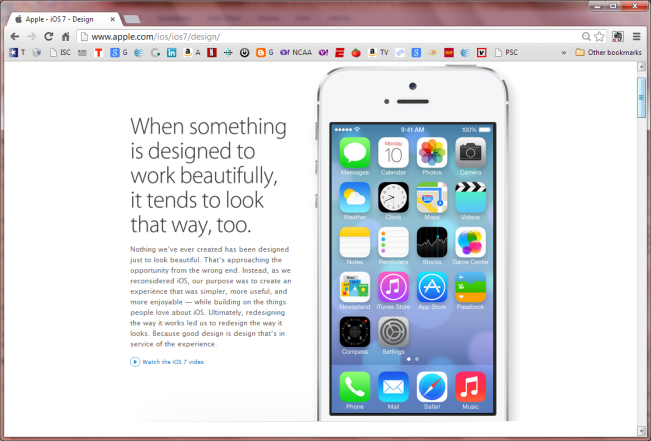 Apple - iOS 7 - Design
www.apple.com/ios/ios7/design/
T ISC T G A G NCAA TV PSC » Other bookmarks
When something
is designed to
work beautifully,
it tends to look
that way, too.
Nothing we've ever created has been designed
just to look beautiful. That's approaching the
opportunity from the wrong end. Instead, as we
reconsidered iOS, our purpose was to create an
experience that was simpler, more useful, and
more enjoyable — while building on the things
people love about iOS. Ultimately, redesigning
the way it works led us to redesign the way it
looks. Because good design is design that's in
service of the experience.
Watch the iOS 7 video
9:41 AM 100%
Monday
10
Messages Calendar Photos Camera
280
Weather Clock Maps Videos
Notes Reminders Stocks Game Center
Newsstand iTunes Store App Store Passbook
Compass Settings
Phone Mail Safari Music